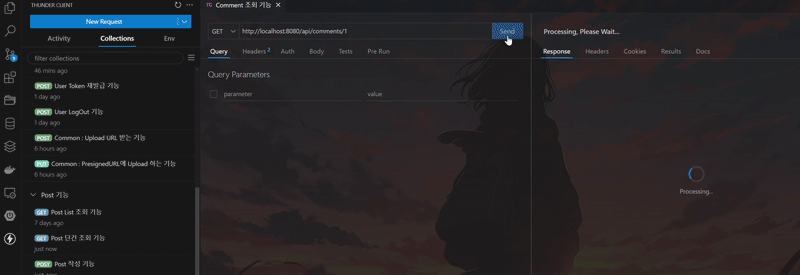 THUNDER CLIENT
New Request
Activity Collections Env
filter collections
46 mins ago
POST User Token 재발급 기능
1 day ago
POST User LogOut 기능
1 day ago
POST Common : Upload URL 받는 기능
6 hours ago
PUT Common : PresignedURL에 Upload 하는 기능
6 hours ago
Post 기능
GET Post List 조회 기능
7 days ago
GET Post 단건 조회 기능
just now
POST Post 작성 기능
just now
Comment 조회 기능
GET http://localhost:8080/api/comments/1 Send
Query Headers 2 Auth Body Tests Pre Run
Query Parameters
parameter value
Processing, Please Wait...
Response Headers Cookies Results Docs
Processing...